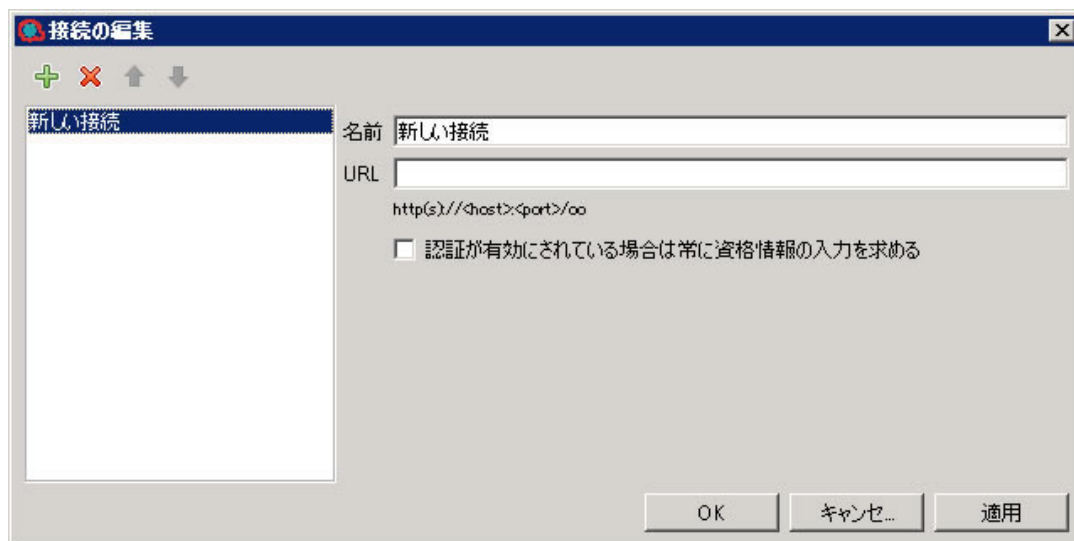 接続の編集
新しい接続
名前 新しい接続
URL
http(s)://<host>:<port>/oo
認証が有効にされている場合は常に資格情報の入力を求める
OK キャンセ... 適用